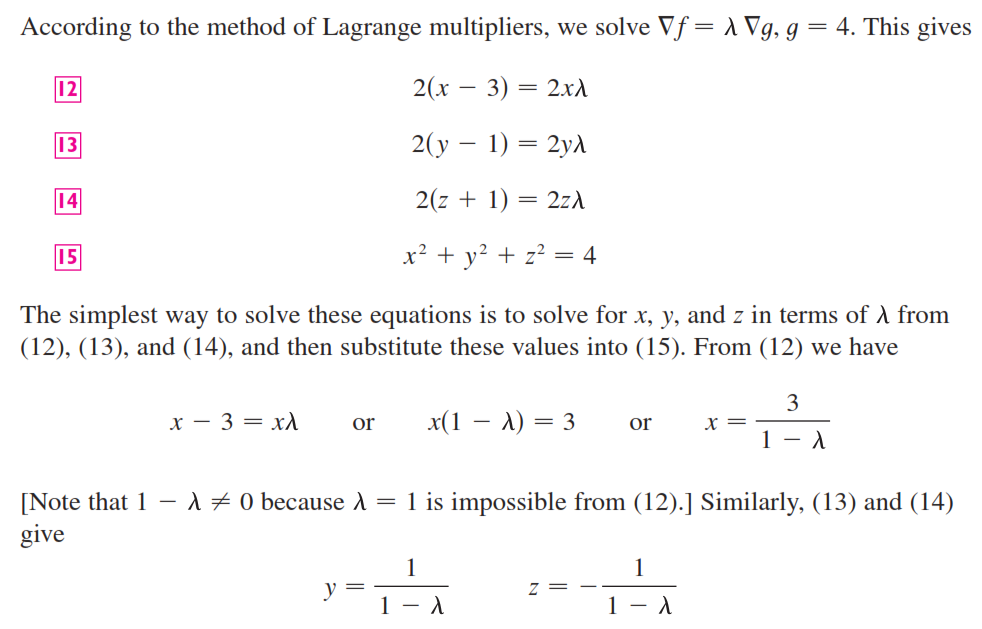 According to the method of Lagrange multipliers, we solve ∇f = λ ∇g, g = 4. This gives
12 2(x − 3) = 2xλ
13 2(y − 1) = 2yλ
14 2(z + 1) = 2zλ
15 x² + y² + z² = 4
The simplest way to solve these equations is to solve for x, y, and z in terms of λ from
(12), (13), and (14), and then substitute these values into (15). From (12) we have
x − 3 = xλ or x(1 − λ) = 3 or x = 3/(1 − λ)
[Note that 1 − λ ≠ 0 because λ = 1 is impossible from (12).] Similarly, (13) and (14)
give
y = 1/(1 − λ) z = −1/(1 − λ)